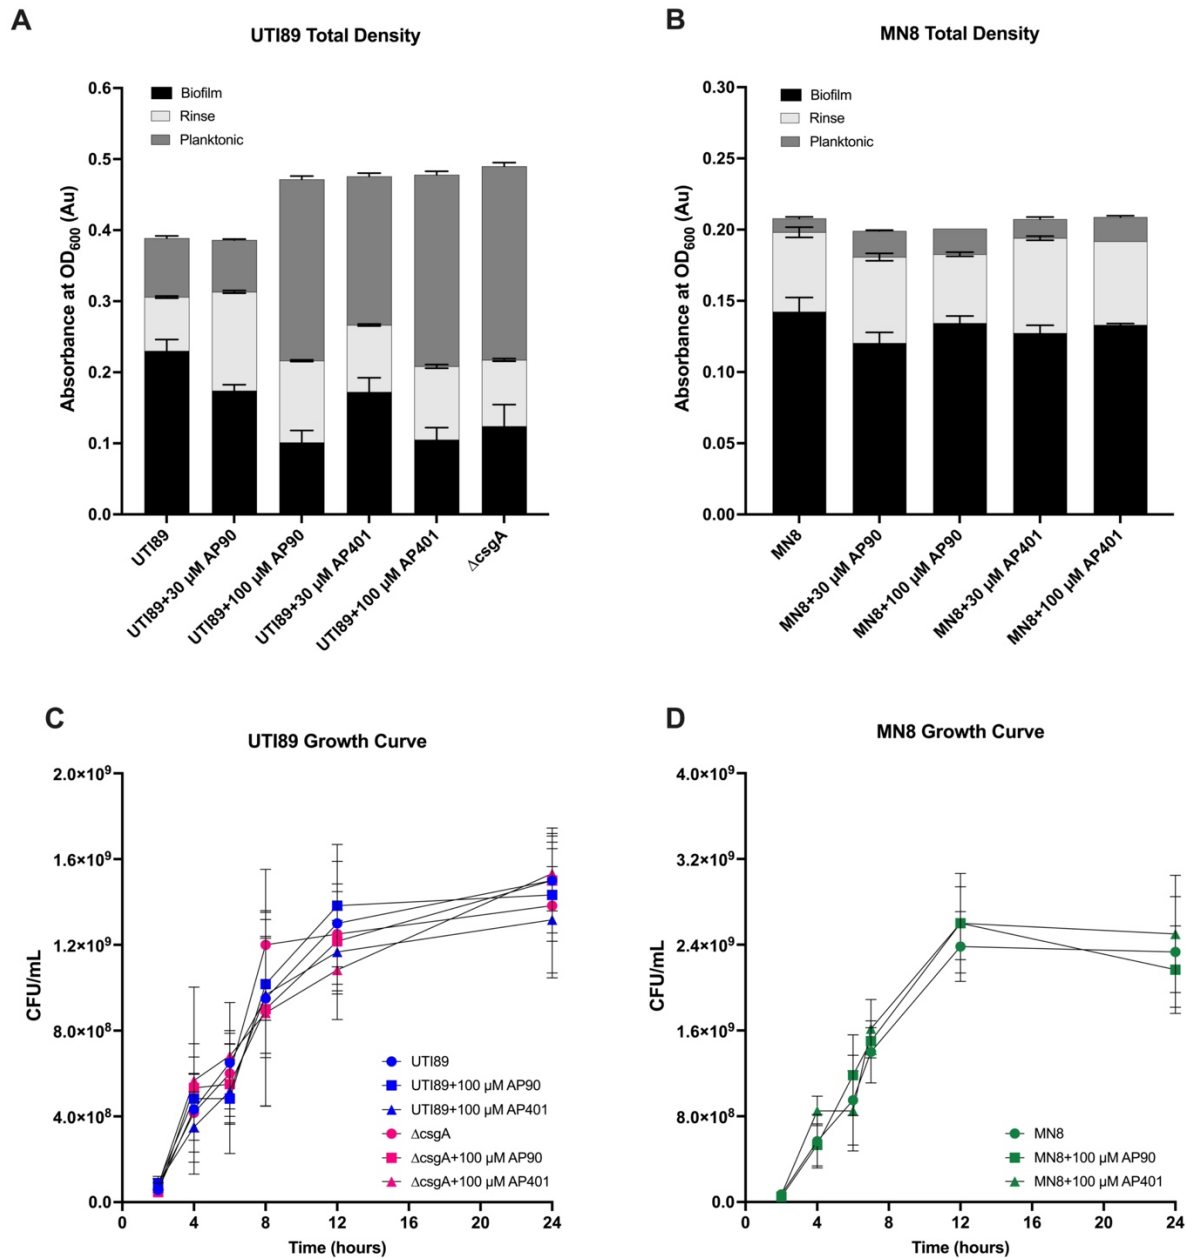 A
UTI89 Total Density
Absorbance at OD600 (Au)
0.6
0.5
0.4
0.3
0.2
0.1
0.0
Biofilm
Rinse
Planktonic
UTI89
UTI89+30 µM AP90
UTI89+100 µM AP90
UTI89+30 µM AP401
UTI89+100 µM AP401
ΔcsgA
B
MN8 Total Density
Absorbance at OD600 (Au)
0.30
0.25
0.20
0.15
0.10
0.05
0.00
Biofilm
Rinse
Planktonic
MN8
MN8+30 µM AP90
MN8+100 µM AP90
MN8+30 µM AP401
MN8+100 µM AP401
C
UTI89 Growth Curve
CFU/mL
2.0×10⁹
1.6×10⁹
1.2×10⁹
8.0×10⁸
4.0×10⁸
0.0
UTI89
UTI89+100 µM AP90
UTI89+100 µM AP401
ΔcsgA
ΔcsgA+100 µM AP90
ΔcsgA+100 µM AP401
0 4 8 12 16 20 24
Time (hours)
D
MN8 Growth Curve
CFU/mL
4.0×10⁹
3.2×10⁹
2.4×10⁹
1.6×10⁹
8.0×10⁸
0.0
MN8
MN8+100 µM AP90
MN8+100 µM AP401
0 4 8 12 16 20 24
Time (hours)